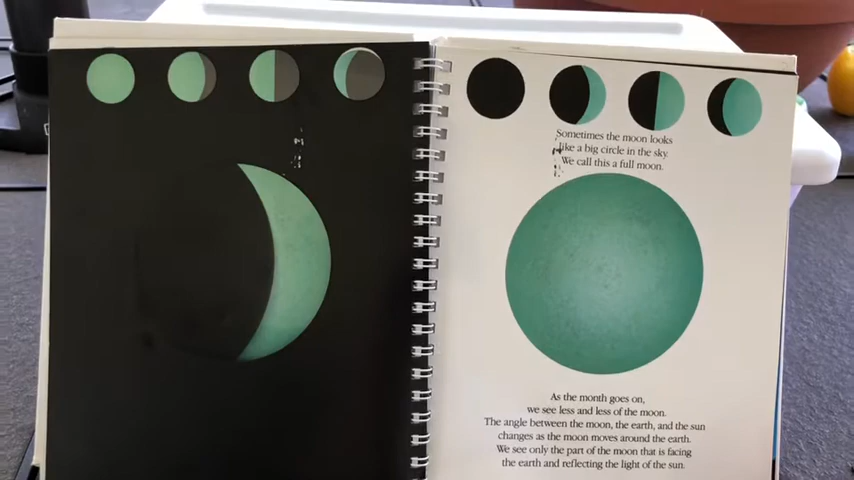 Sometimes the moon looks
like a big circle in the sky.
We call this a full moon.
As the month goes on,
we see less and less of the moon.
The angle between the moon, the earth, and the sun
changes as the moon moves around the earth.
We see only the part of the moon that is facing
the earth and reflecting the light of the sun.